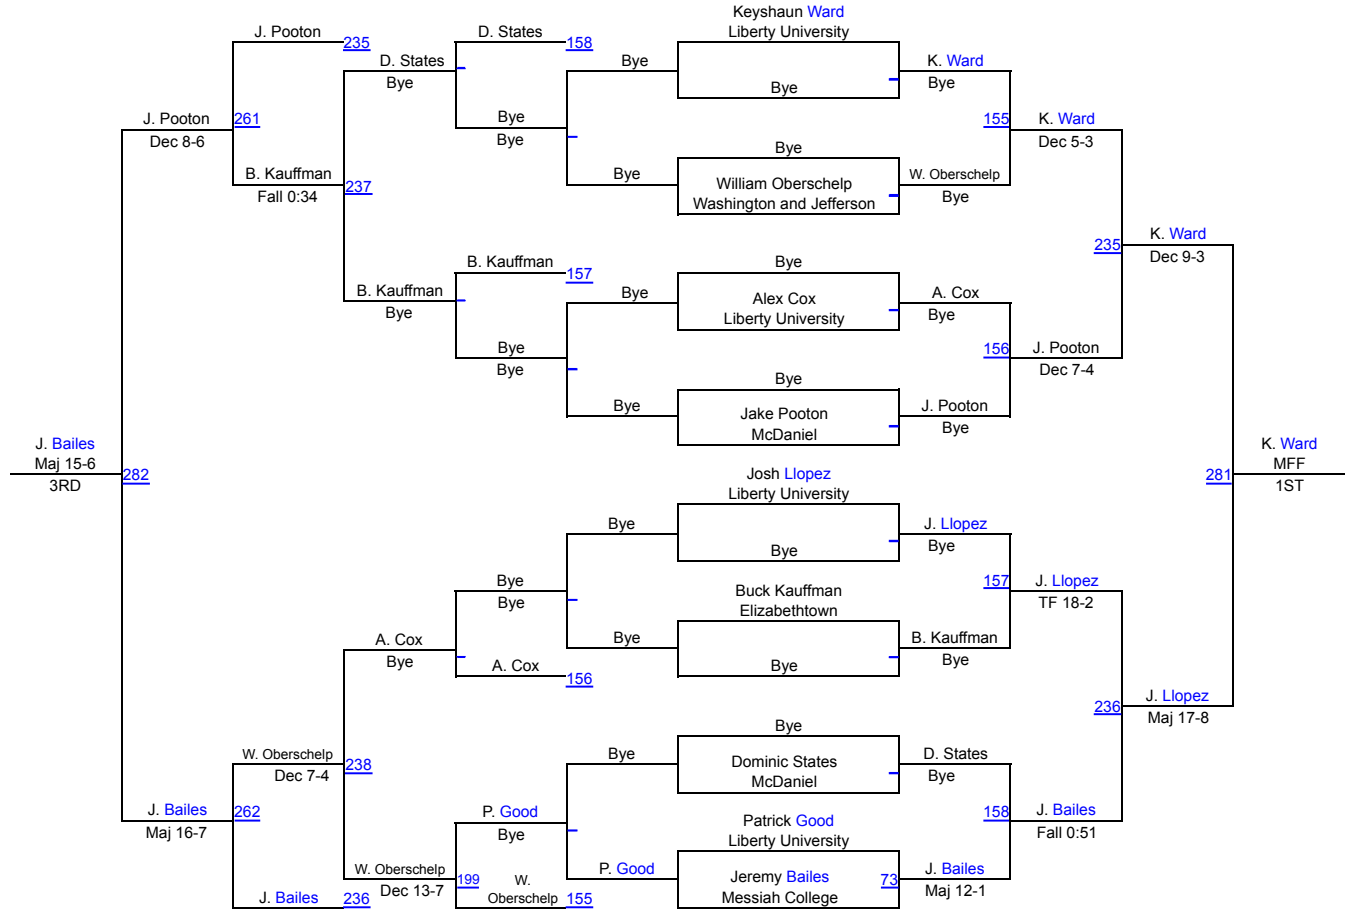 Keyshaun Ward
Liberty University
J. Pooton
235
D. States
158
D. States
Bye
Bye
K. Ward
Bye
Bye
J. Pooton
Dec 8-6
261
Bye
Bye
155
K. Ward
Dec 5-3
Bye
B. Kauffman
Fall 0:34
237
Bye
William Oberschelp
Washington and Jefferson
W. Oberschelp
Bye
235
K. Ward
Dec 9-3
B. Kauffman
157
Bye
B. Kauffman
Bye
Bye
Alex Cox
Liberty University
A. Cox
Bye
Bye
Bye
156
J. Pooton
Dec 7-4
Bye
Bye
Jake Pooton
McDaniel
J. Pooton
Bye
J. Bailes
Maj 15-6
3RD
282
K. Ward
MFF
1ST
281
Josh Llopez
Liberty University
Bye
J. Llopez
Bye
Bye
Bye
Bye
157
J. Llopez
TF 18-2
Buck Kauffman
Elizabethtown
A. Cox
Bye
Bye
B. Kauffman
Bye
Bye
A. Cox
156
236
J. Llopez
Maj 17-8
Bye
W. Oberschelp
Dec 7-4
238
Bye
Dominic States
McDaniel
D. States
Bye
J. Bailes
Maj 16-7
262
P. Good
Bye
Patrick Good
Liberty University
158
J. Bailes
Fall 0:51
W. Oberschelp
Dec 13-7
199
P. Good
Jeremy Bailes
Messiah College
73
J. Bailes
Maj 12-1
J. Bailes
236
W.
Oberschelp
155